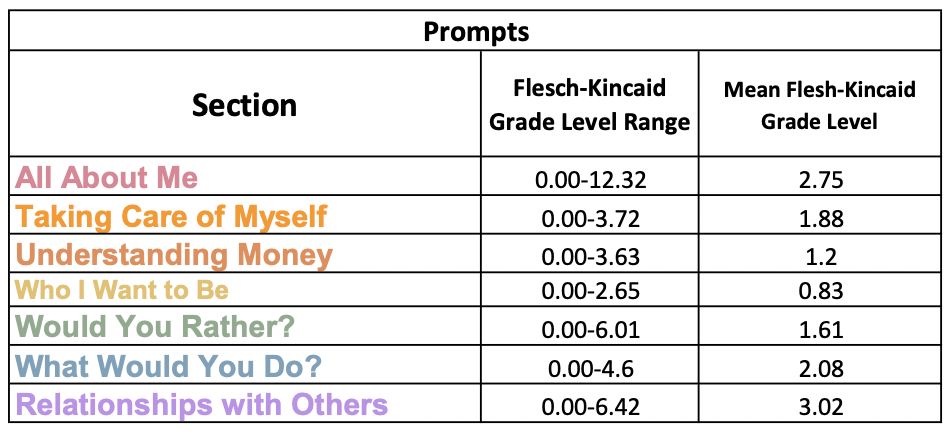 Prompts
Section
Flesch-Kincaid
Grade Level Range
Mean Flesh-Kincaid
Grade Level
All About Me 0.00-12.32 2.75
Taking Care of Myself 0.00-3.72 1.88
Understanding Money 0.00-3.63 1.2
Who I Want to Be 0.00-2.65 0.83
Would You Rather? 0.00-6.01 1.61
What Would You Do? 0.00-4.6 2.08
Relationships with Others 0.00-6.42 3.02